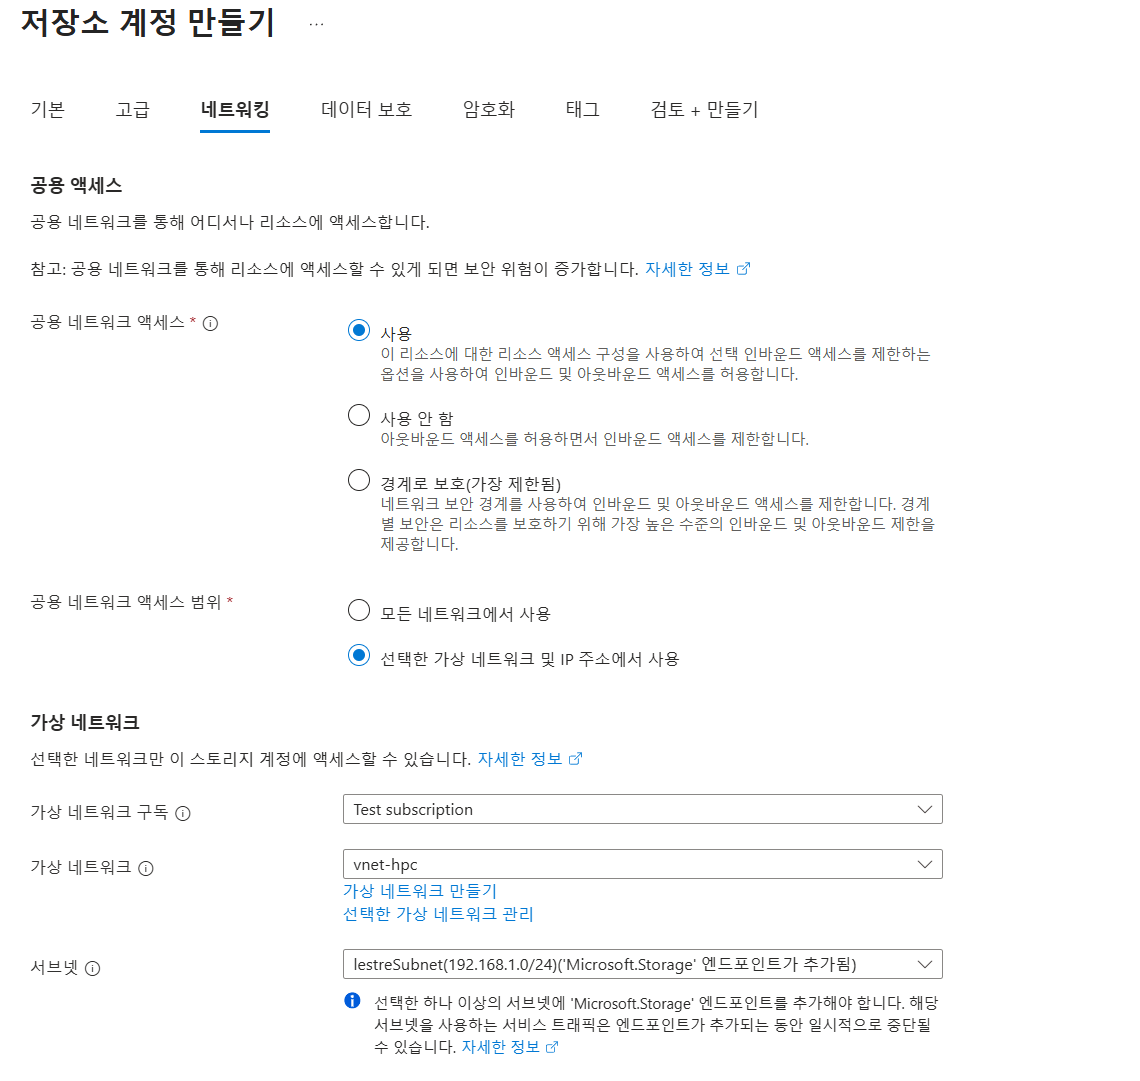 저장소 계정 만들기 ...
기본 고급 네트워킹 데이터 보호 암호화 태그 검토 + 만들기
공용 액세스
공용 네트워크를 통해 어디서나 리소스에 액세스합니다.
참고: 공용 네트워크를 통해 리소스에 액세스할 수 있게 되면 보안 위험이 증가합니다. 자세한 정보
공용 네트워크 액세스 *
사용
이 리소스에 대한 리소스 액세스 구성을 사용하여 선택 인바운드 액세스를 제한하는
옵션을 사용하여 인바운드 및 아웃바운드 액세스를 허용합니다.
사용 안 함
아웃바운드 액세스를 허용하면서 인바운드 액세스를 제한합니다.
경계로 보호(가장 제한됨)
네트워크 보안 경계를 사용하여 인바운드 및 아웃바운드 액세스를 제한합니다. 경계
별 보안은 리소스를 보호하기 위해 가장 높은 수준의 인바운드 및 아웃바운드 제한을
제공합니다.
공용 네트워크 액세스 범위 *
모든 네트워크에서 사용
선택한 가상 네트워크 및 IP 주소에서 사용
가상 네트워크
선택한 네트워크만 이 스토리지 계정에 액세스할 수 있습니다. 자세한 정보
가상 네트워크 구독
Test subscription
가상 네트워크
vnet-hpc
가상 네트워크 만들기
선택한 가상 네트워크 관리
서브넷
lestreSubnet(192.168.1.0/24)('Microsoft.Storage' 엔드포인트가 추가됨)
선택한 하나 이상의 서브넷에 'Microsoft.Storage' 엔드포인트를 추가해야 합니다. 해당
서브넷을 사용하는 서비스 트래픽은 엔드포인트가 추가되는 동안 일시적으로 중단될
수 있습니다. 자세한 정보